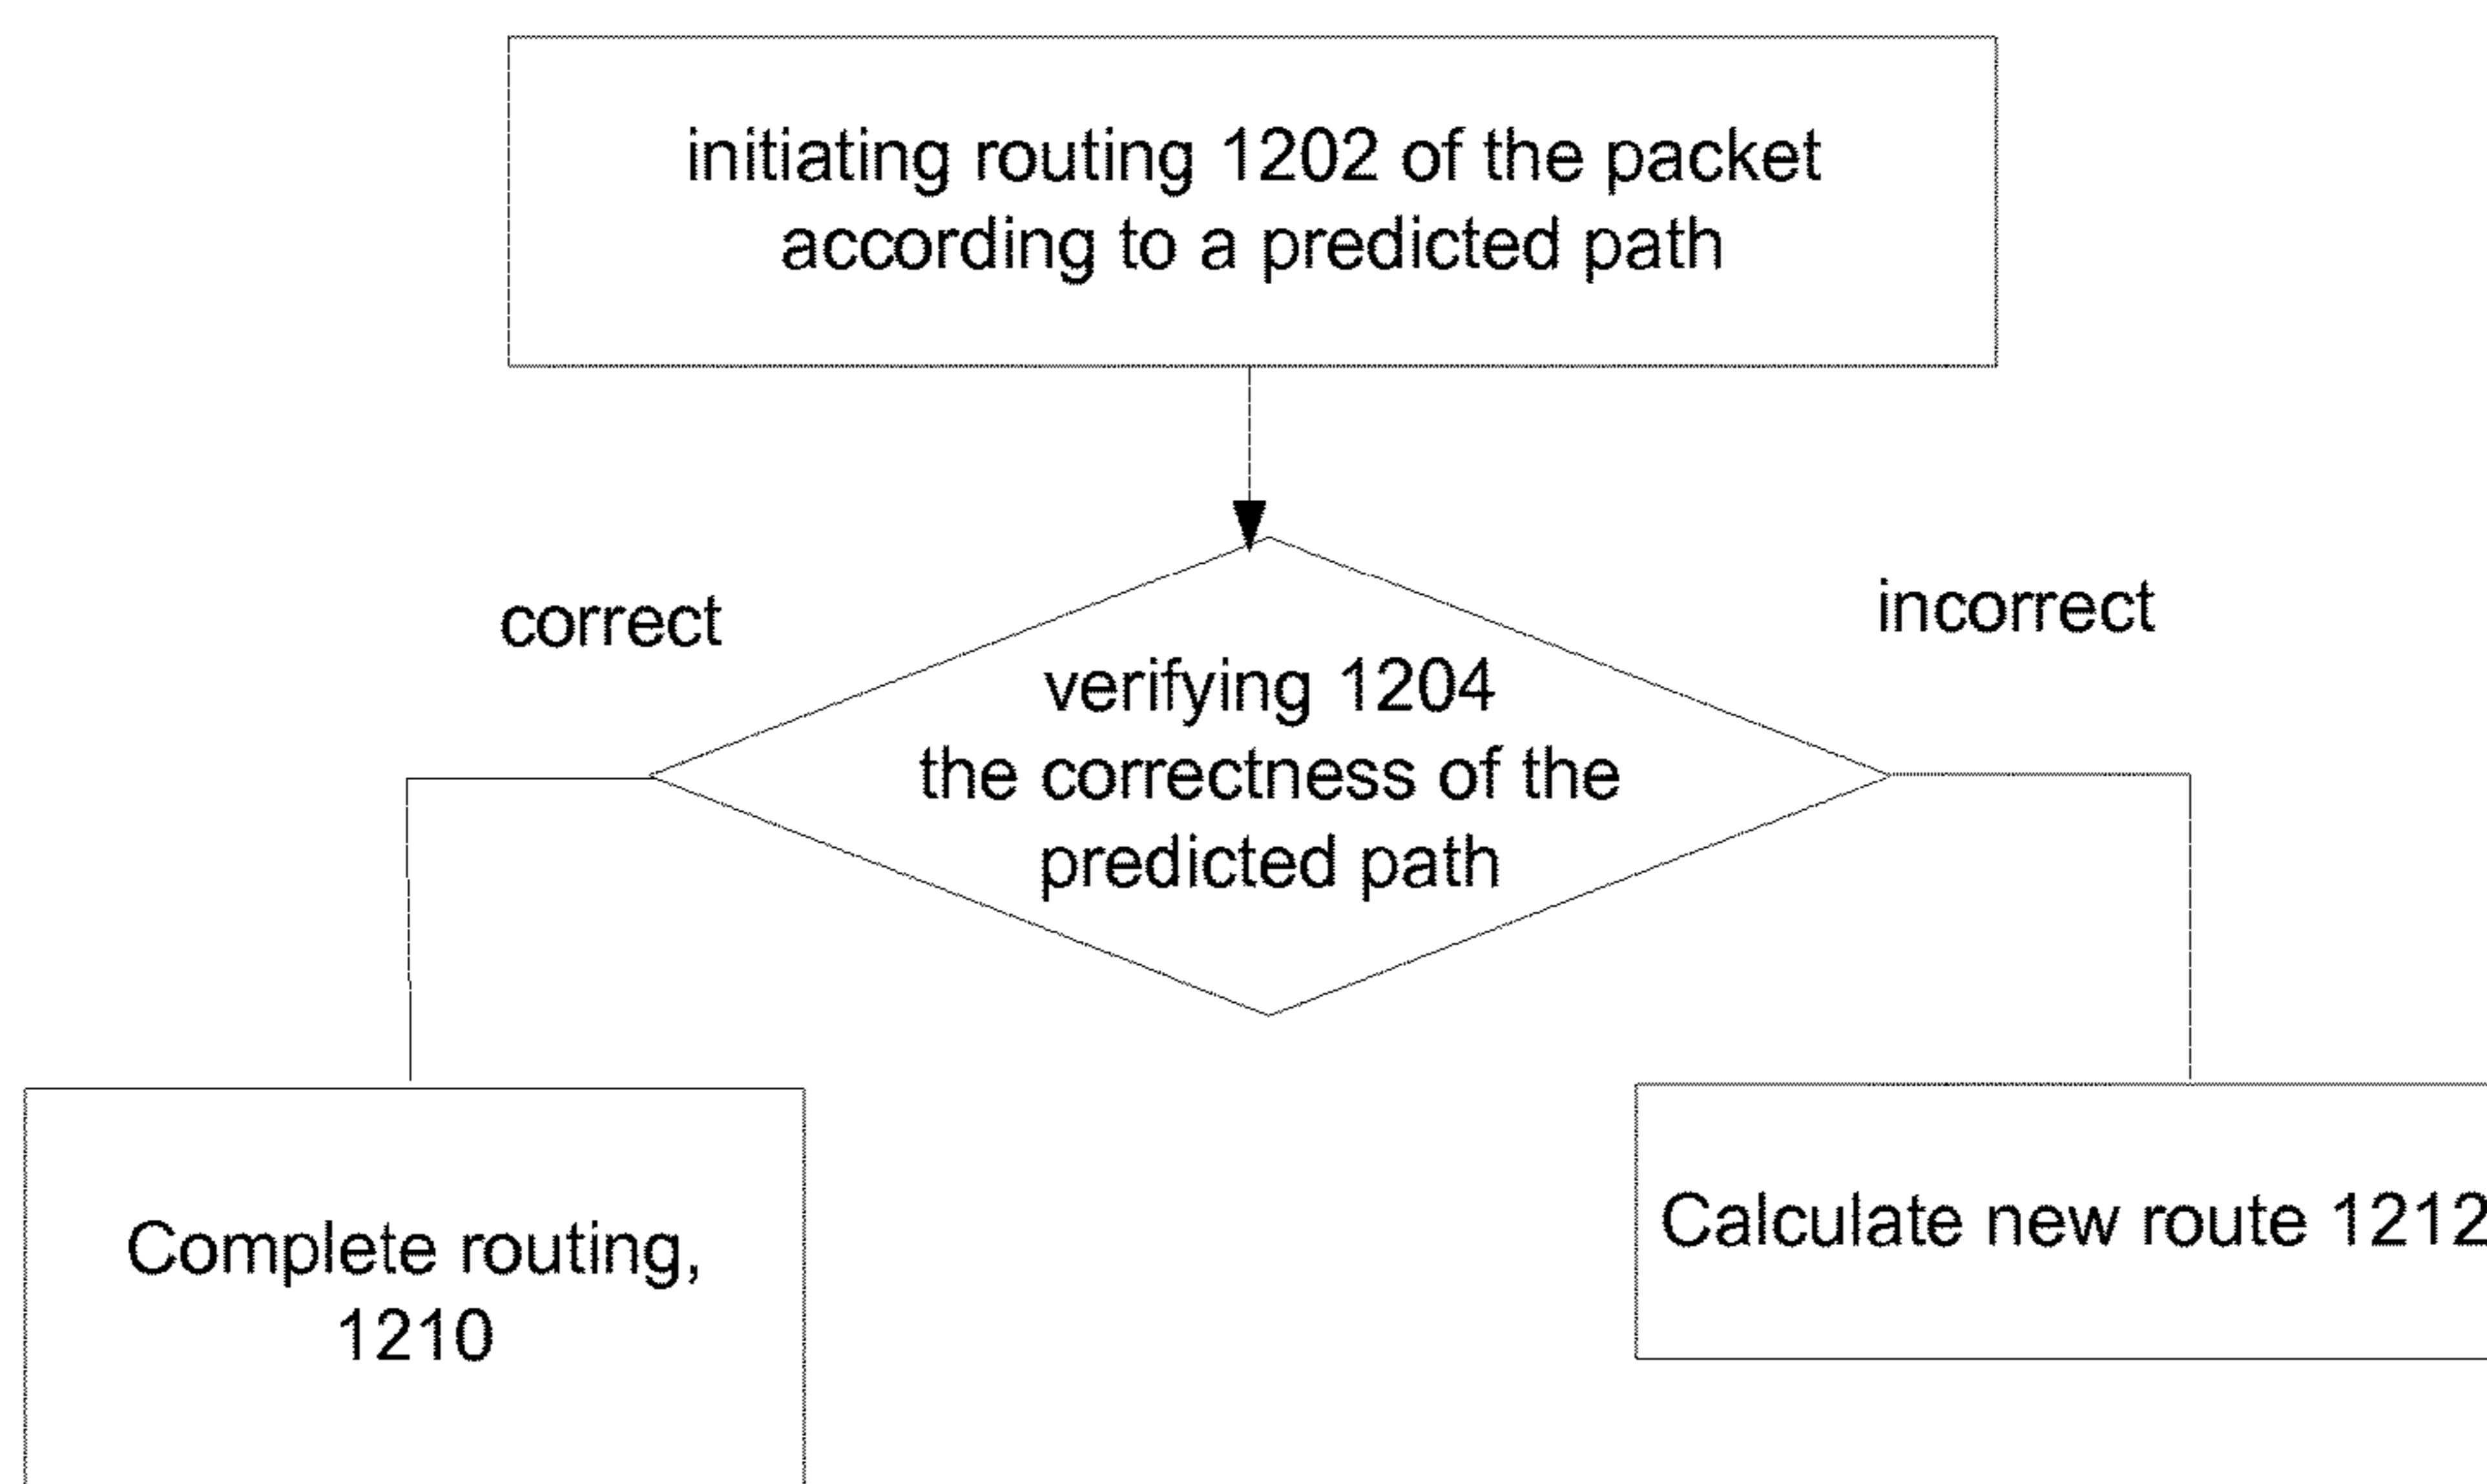 initiating routing 1202 of the packet
according to a predicted path
correct
incorrect
verifying 1204
the correctness of the
predicted path
Complete routing,
1210
Calculate new route 1212